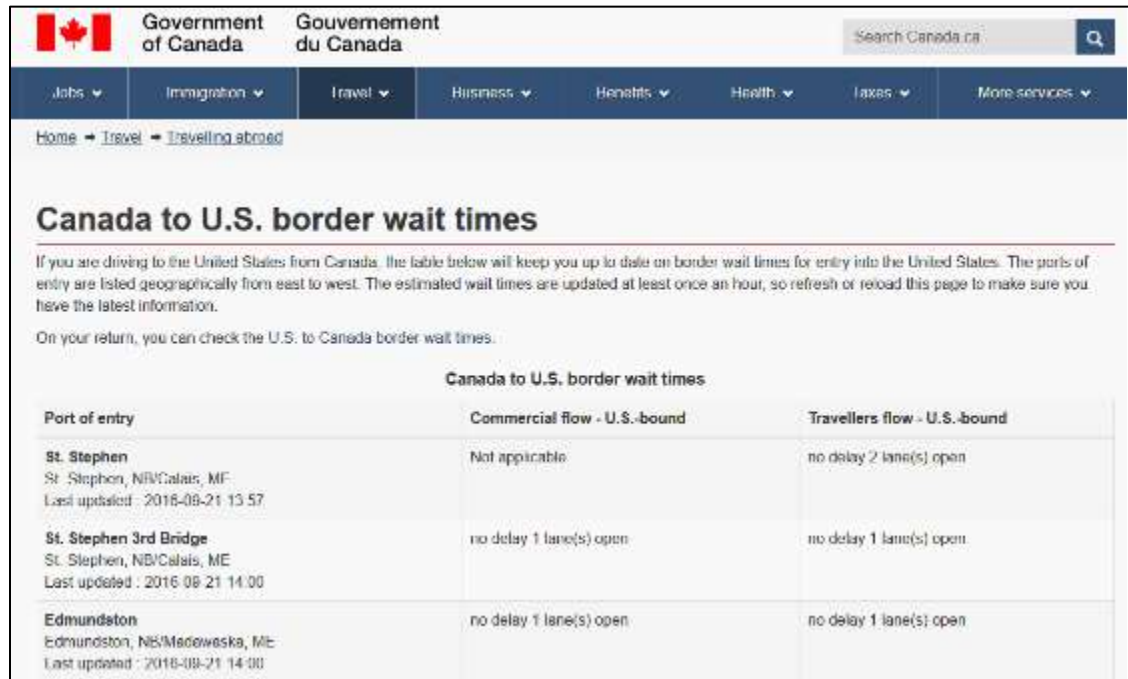 Government of Canada
Gouvernement du Canada
Search Canada.ca
Jobs Immigration Travel Business Benefits Health Taxes More services
Home → Travel → Travelling abroad
Canada to U.S. border wait times
If you are driving to the United States from Canada, the table below will keep you up to date on border wait times for entry into the United States. The ports of
entry are listed geographically from east to west. The estimated wait times are updated at least once an hour, so refresh or reload this page to make sure you
have the latest information.
On your return, you can check the U.S. to Canada border wait times.
Canada to U.S. border wait times
Port of entry Commercial flow - U.S.-bound Travellers flow - U.S.-bound
St. Stephen Not applicable no delay 2 lane(s) open
St. Stephen, NB/Calais, ME
Last updated : 2016-09-21 13:57
St. Stephen 3rd Bridge no delay 1 lane(s) open no delay 1 lane(s) open
St. Stephen, NB/Calais, ME
Last updated : 2016-09-21 14:00
Edmundston no delay 1 lane(s) open no delay 1 lane(s) open
Edmundston, NB/Madawaska, ME
Last updated : 2016-09-21 14:00